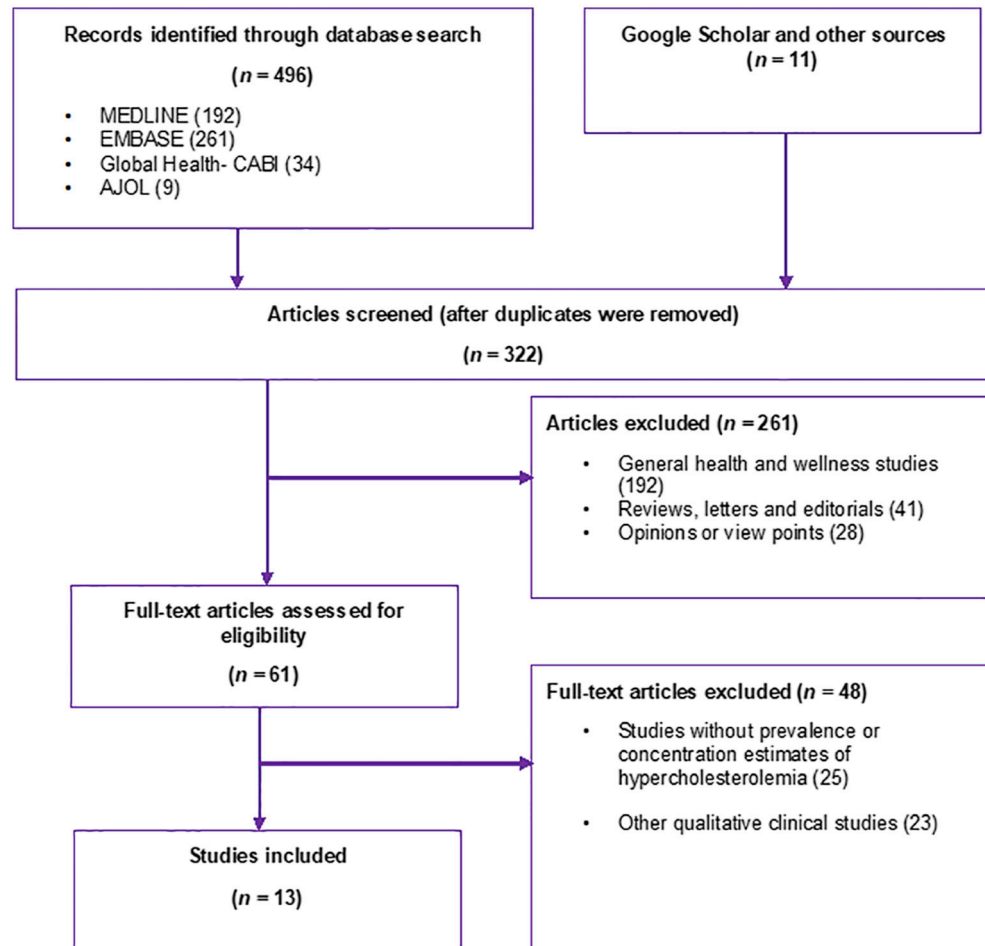 Records identified through database search
(n = 496)
• MEDLINE (192)
• EMBASE (261)
• Global Health- CABI (34)
• AJOL (9)
Google Scholar and other sources
(n = 11)
Articles screened (after duplicates were removed)
(n = 322)
Articles excluded (n = 261)
• General health and wellness studies
(192)
• Reviews, letters and editorials (41)
• Opinions or view points (28)
Full-text articles assessed for
eligibility
(n = 61)
Full-text articles excluded (n = 48)
• Studies without prevalence or
concentration estimates of
hypercholesterolemia (25)
• Other qualitative clinical studies (23)
Studies included
(n = 13)